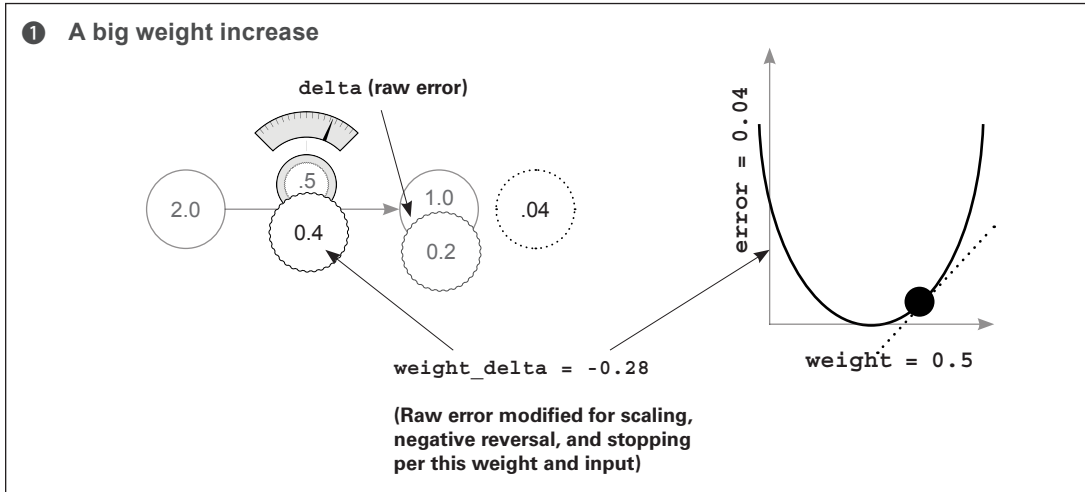 ❶ A big weight increase
delta (raw error)
2.0
.5
0.4
1.0
0.2
.04
weight_delta = -0.28
(Raw error modified for scaling,
negative reversal, and stopping
per this weight and input)
error = 0.04
weight = 0.5